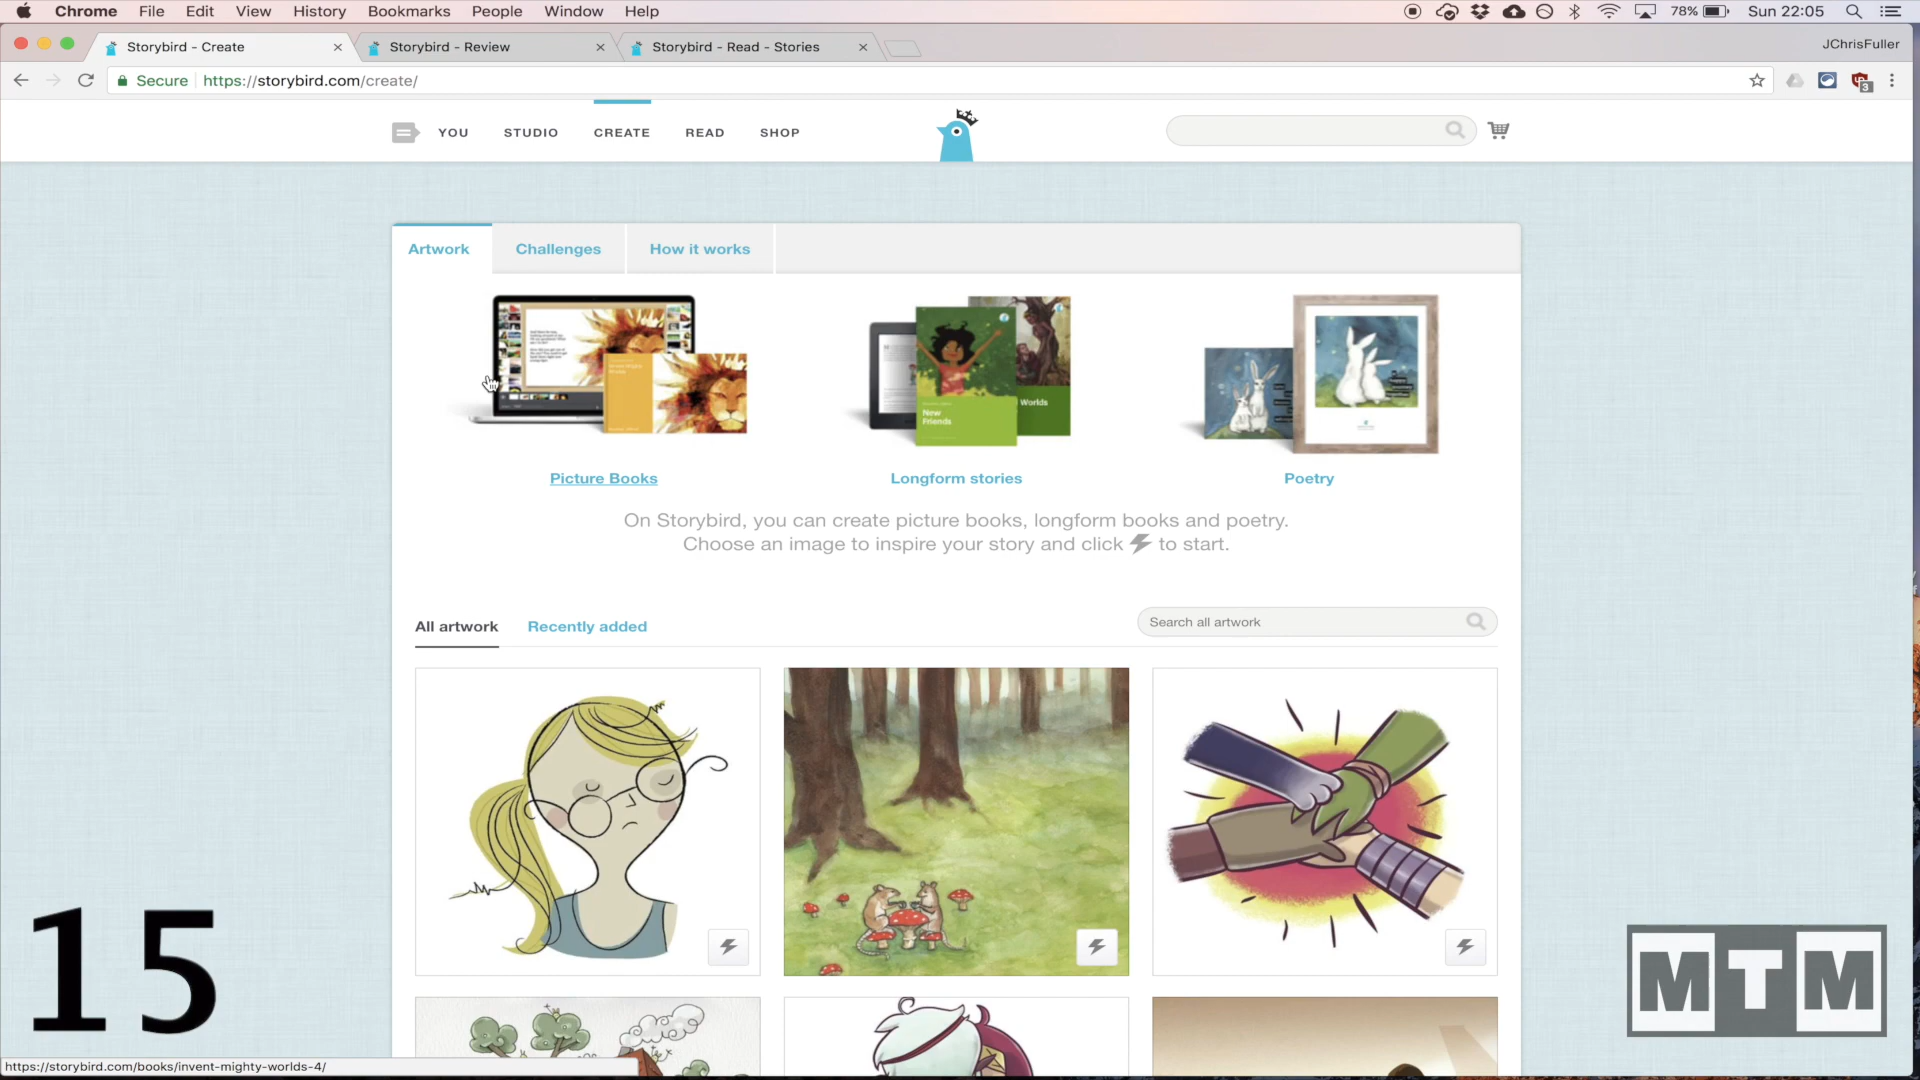 Chrome File Edit View History Bookmarks People Window Help 78% Sun 22:05
Storybird - Create Storybird - Review Storybird - Read - Stories JChrisFuller
Secure https://storybird.com/create/ 3
YOU STUDIO CREATE READ SHOP
Artwork Challenges How it works
New
Friends
Worlds
Picture Books Longform stories Poetry
On Storybird, you can create picture books, longform books and poetry.
Choose an image to inspire your story and click to start.
All artwork Recently added Search all artwork
15
MTM
https://storybird.com/books/invent-mighty-worlds-4/